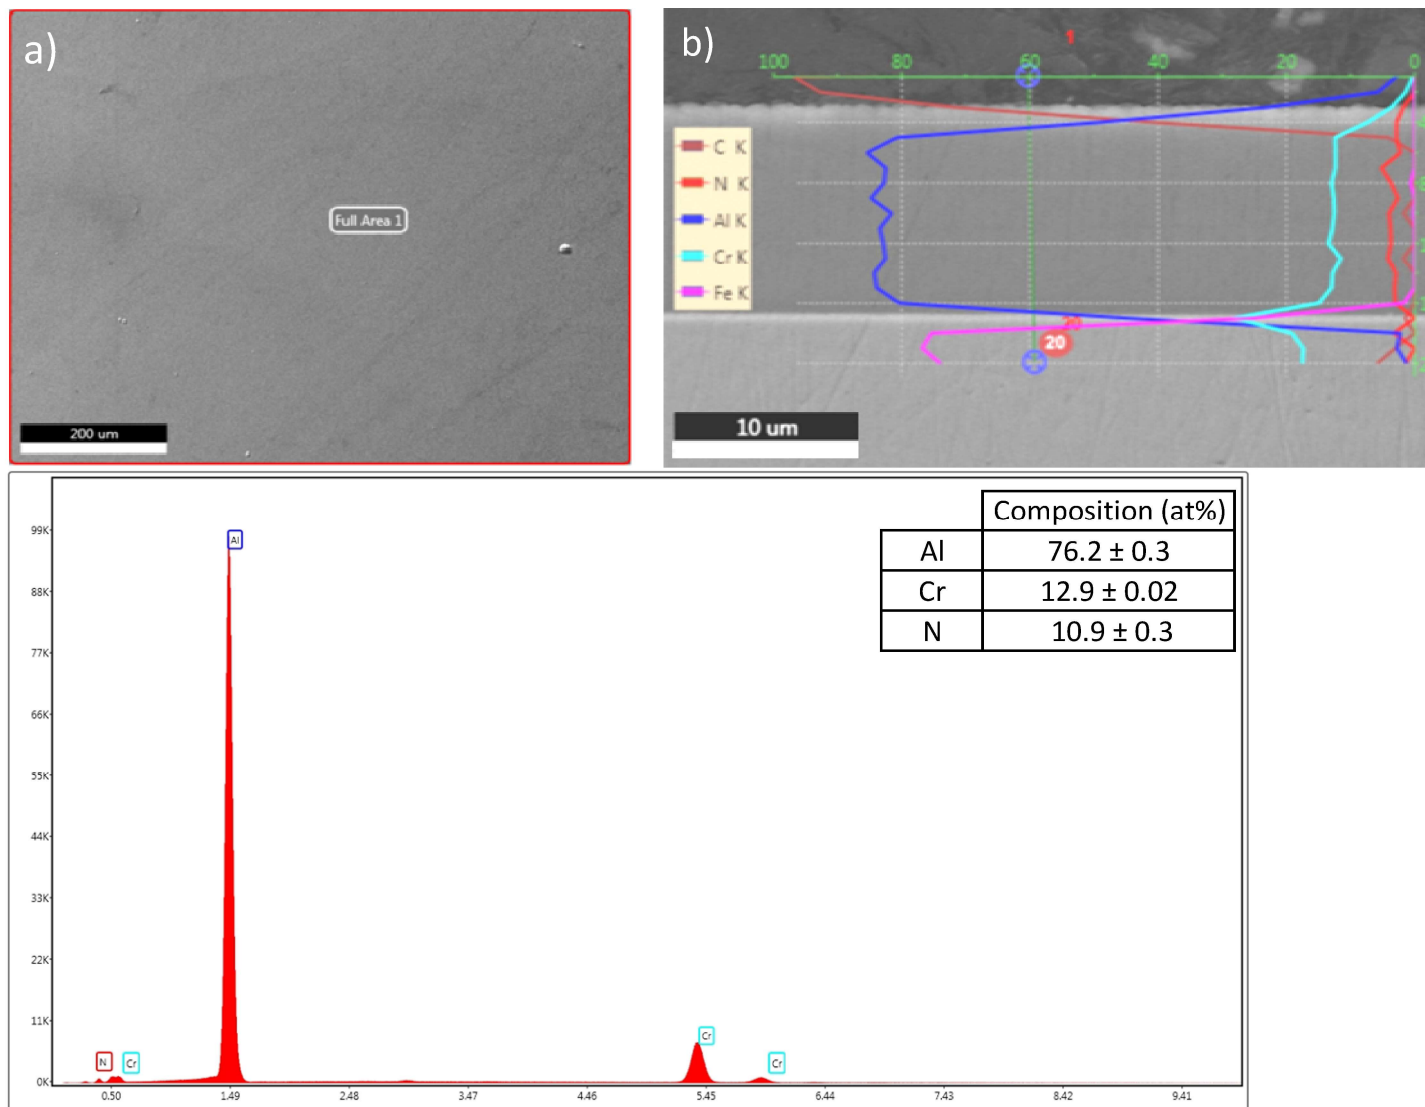 a)
Full Area 1
200 um
b)
1
100 80 60 40 20 0
C K
N K
Al K
Cr K
Fe K
20
20
10 um
Composition (at%)
Al 76.2 ± 0.3
Cr 12.9 ± 0.02
N 10.9 ± 0.3
99K
88K
77K
66K
55K
44K
33K
22K
11K
0K
Al
N
Cr
Cr
Cr
0.50 1.49 2.48 3.47 4.46 5.45 6.44 7.43 8.42 9.41